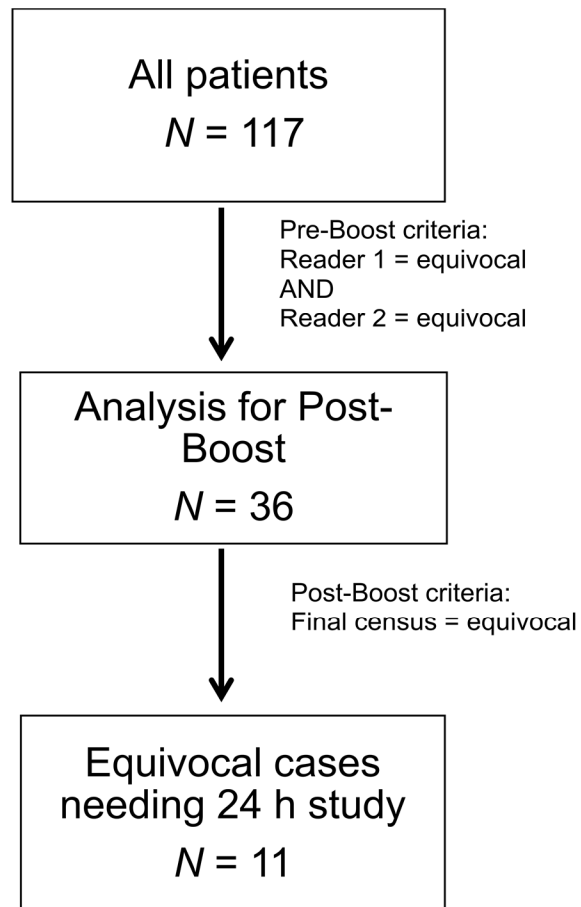 All patients
N = 117
Pre-Boost criteria:
Reader 1 = equivocal
AND
Reader 2 = equivocal
Analysis for Post-
Boost
N = 36
Post-Boost criteria:
Final census = equivocal
Equivocal cases
needing 24 h study
N = 11